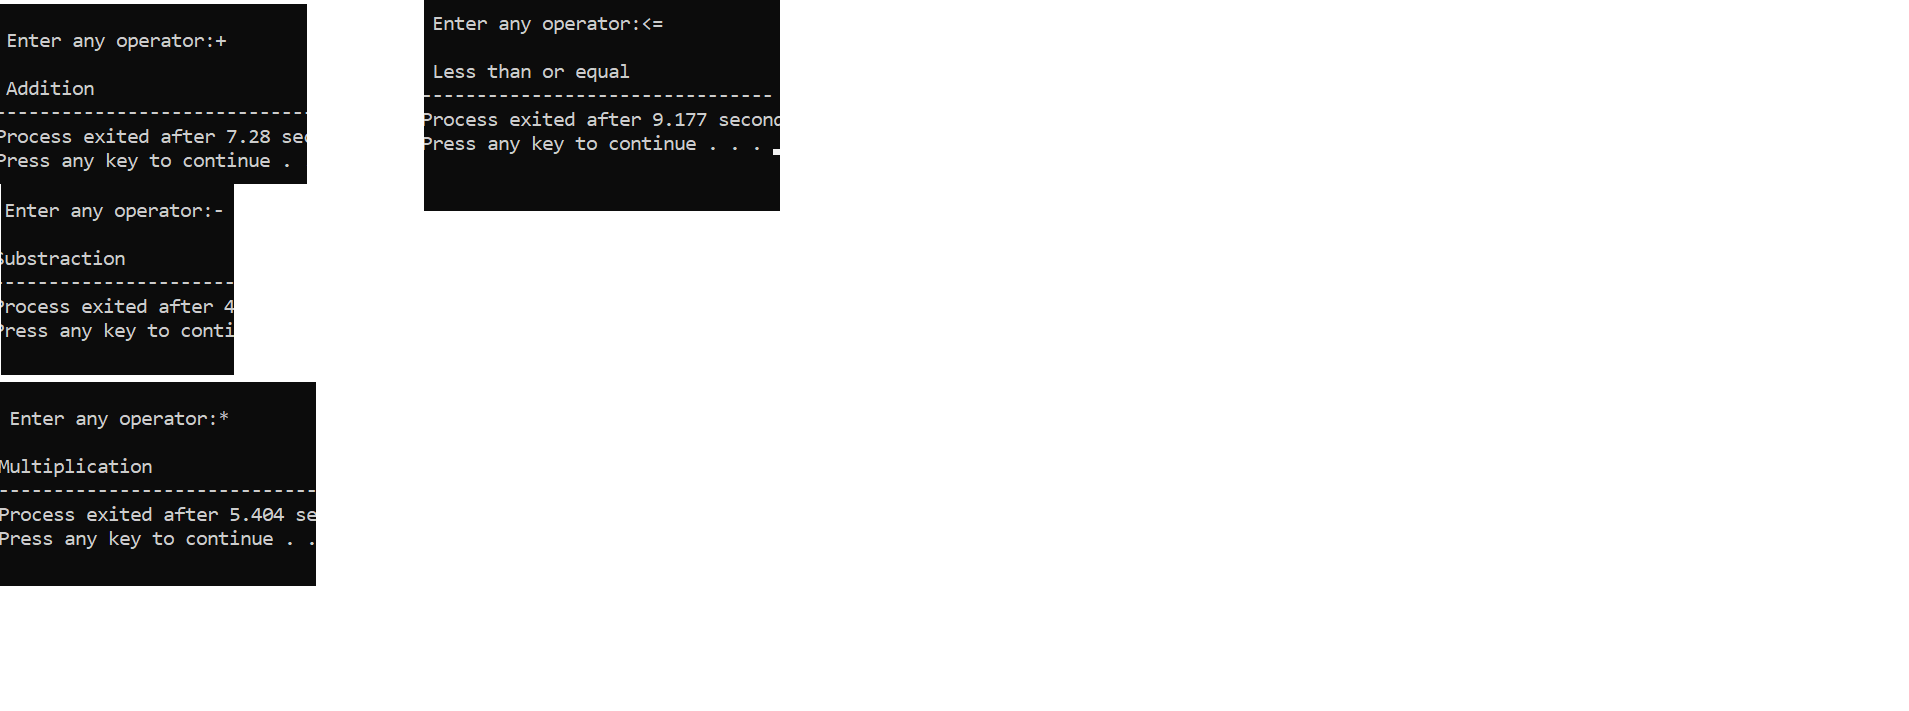 Enter any operator:+
Addition
--------------------------------
Process exited after 7.28 sec
Press any key to continue .
Enter any operator:-
Substraction
----------------------
Process exited after 4
Press any key to conti
Enter any operator:*
Multiplication
--------------------------------
Process exited after 5.404 se
Press any key to continue . .
Enter any operator:<=
Less than or equal
--------------------------------
Process exited after 9.177 second
Press any key to continue . . .